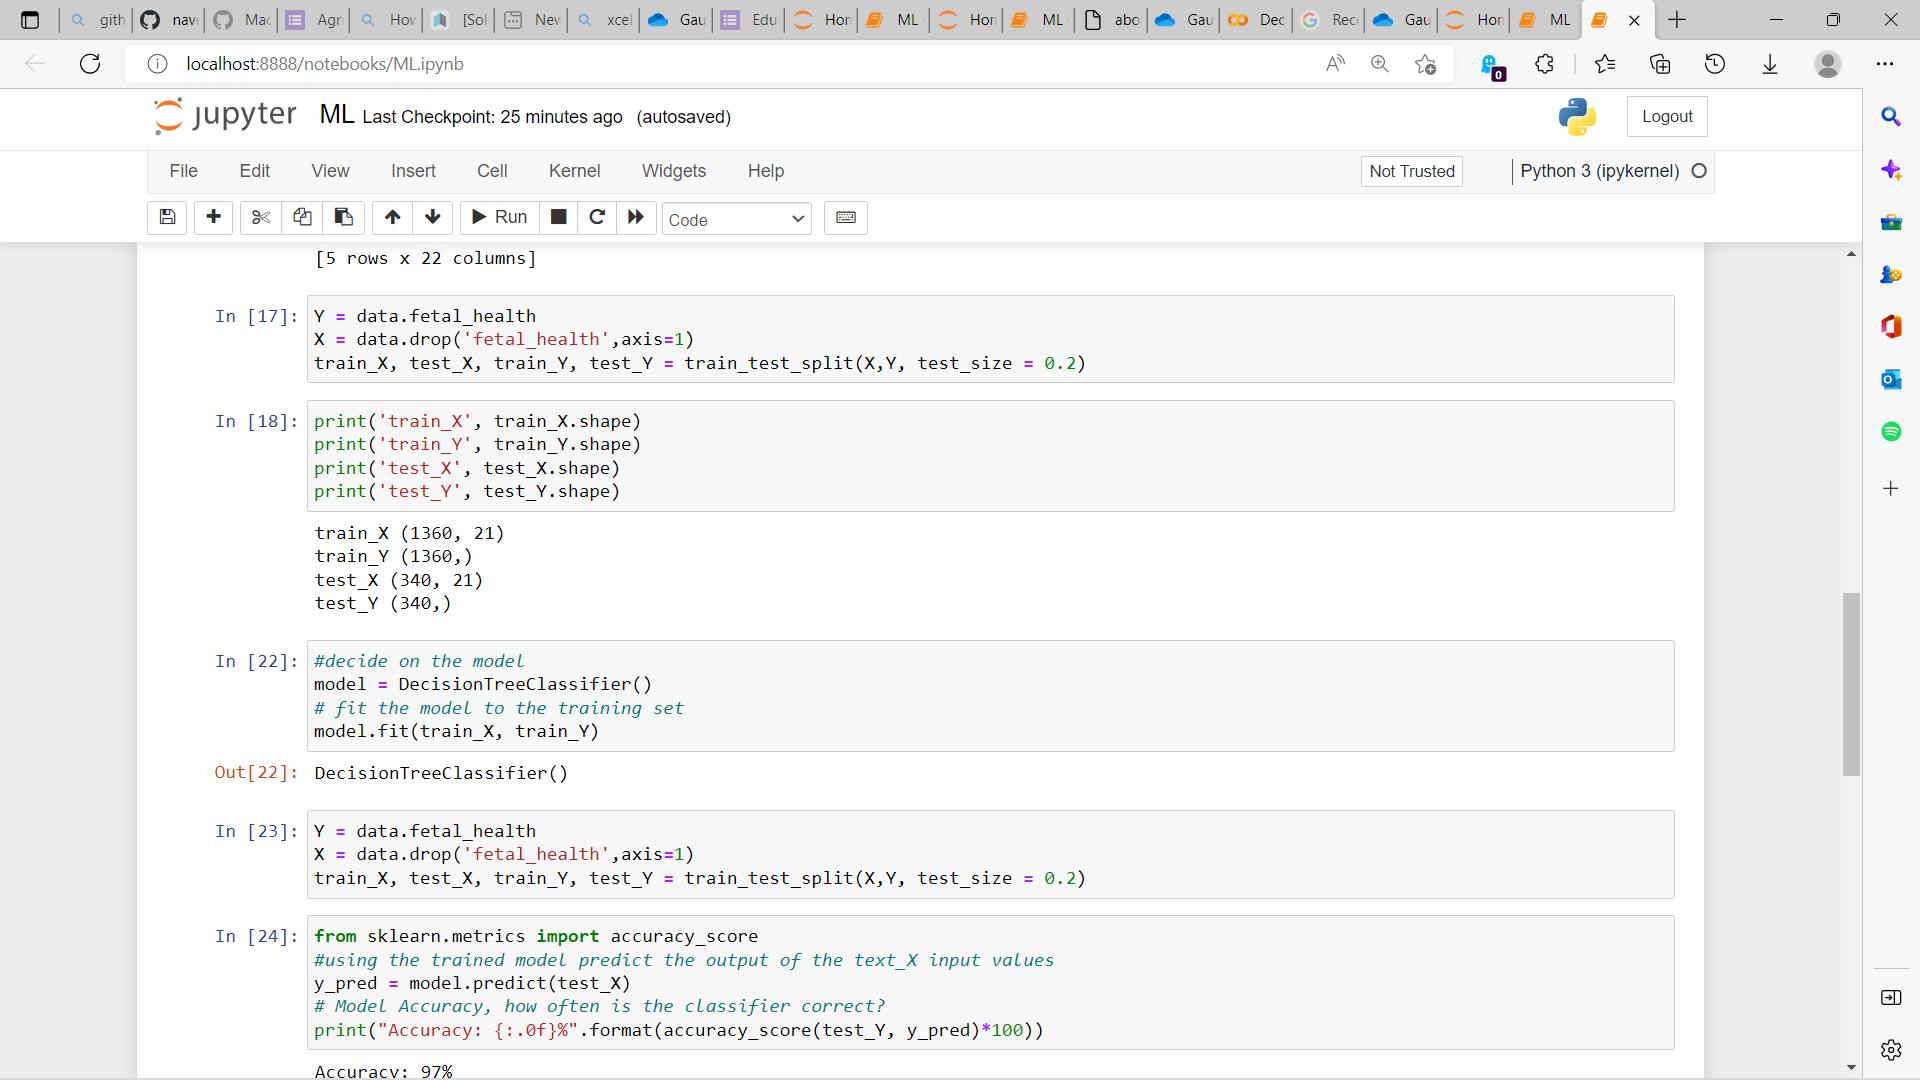 gith
nav
Mac
Agn
How
[Sol
New
xcel
Gau
Edu
Hon
ML
Hon
ML
abo
Gau
Dec
Rec
Gau
Hon
ML
localhost:8888/notebooks/ML.ipynb
0
jupyter ML Last Checkpoint: 25 minutes ago (autosaved)
Logout
File Edit View Insert Cell Kernel Widgets Help
Not Trusted
Python 3 (ipykernel)
Run
Code
[5 rows x 22 columns]
In [17]:
Y = data.fetal_health
X = data.drop('fetal_health',axis=1)
train_X, test_X, train_Y, test_Y = train_test_split(X,Y, test_size = 0.2)
In [18]:
print('train_X', train_X.shape)
print('train_Y', train_Y.shape)
print('test_X', test_X.shape)
print('test_Y', test_Y.shape)
train_X (1360, 21)
train_Y (1360,)
test_X (340, 21)
test_Y (340,)
In [22]:
#decide on the model
model = DecisionTreeClassifier()
# fit the model to the training set
model.fit(train_X, train_Y)
Out[22]: DecisionTreeClassifier()
In [23]:
Y = data.fetal_health
X = data.drop('fetal_health',axis=1)
train_X, test_X, train_Y, test_Y = train_test_split(X,Y, test_size = 0.2)
In [24]:
from sklearn.metrics import accuracy_score
#using the trained model predict the output of the text_X input values
y_pred = model.predict(test_X)
# Model Accuracy, how often is the classifier correct?
print("Accuracy: {:.0f}%".format(accuracy_score(test_Y, y_pred)*100))
Accuracy: 97%